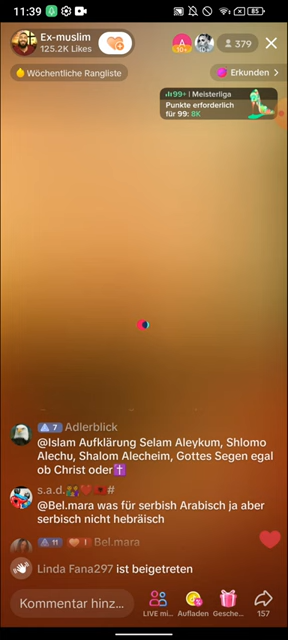 11:39
85
Ex-muslim
125.2K Likes
379
Wöchentliche Rangliste
Erkunden >
99+ | Meisterliga
Punkte erforderlich
für 99: 8K
7 Adlerblick
@Islam Aufklärung Selam Aleykum, Shlomo
Alechu, Shalom Alecheim, Gottes Segen egal
ob Christ oder✝️
s.a.d.
#
@Bel.mara was für serbish Arabisch ja aber
serbisch nicht hebräisch
11 Bel.mara
Linda Fana297 ist beigetreten
Kommentar hinz...
LIVE mi...
Aufladen
Gesche...
157